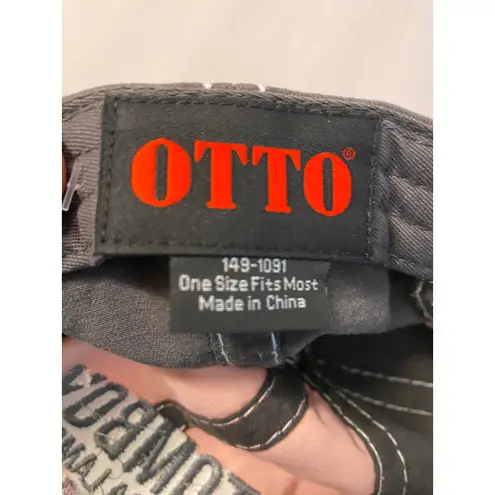 OTTO®
149-1091
One Size Fits Most
Made in China